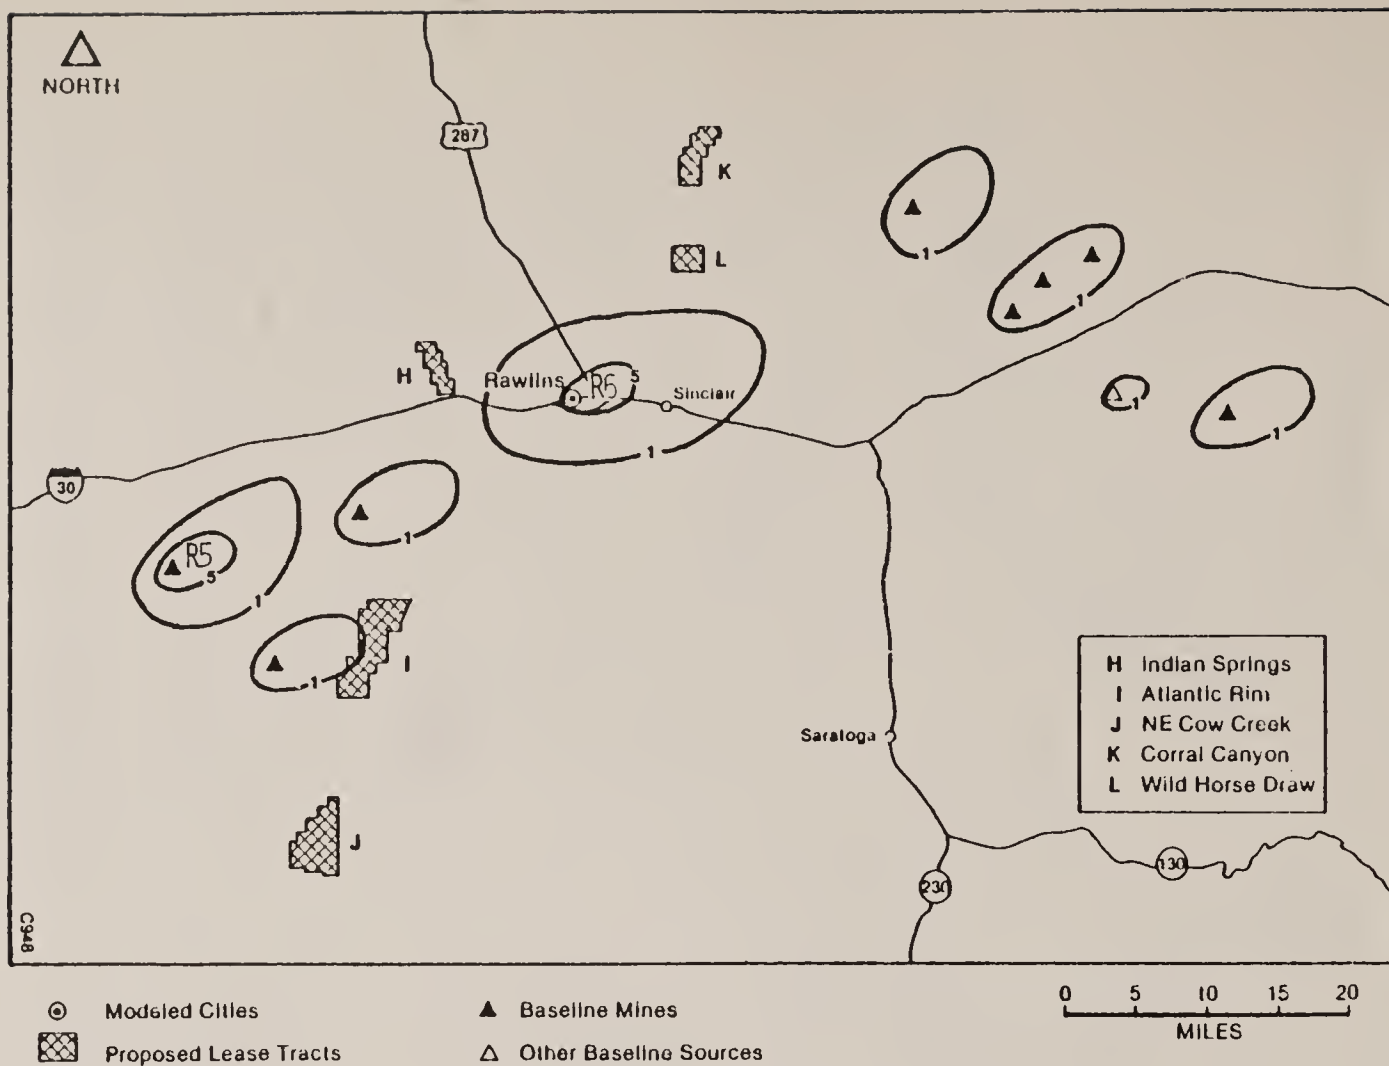 NORTH
287
K
1
L
1
H
Rawlins
R6
5
Sinclair
1
1
1
30
1
R5
5
1
1
I
H Indian Springs
I Atlantic Rim
J NE Cow Creek
K Corral Canyon
L Wild Horse Draw
Saratoga
J
130
230
C948
Modeled Cities
Baseline Mines
0 5 10 15 20
MILES
Proposed Lease Tracts
Other Baseline Sources